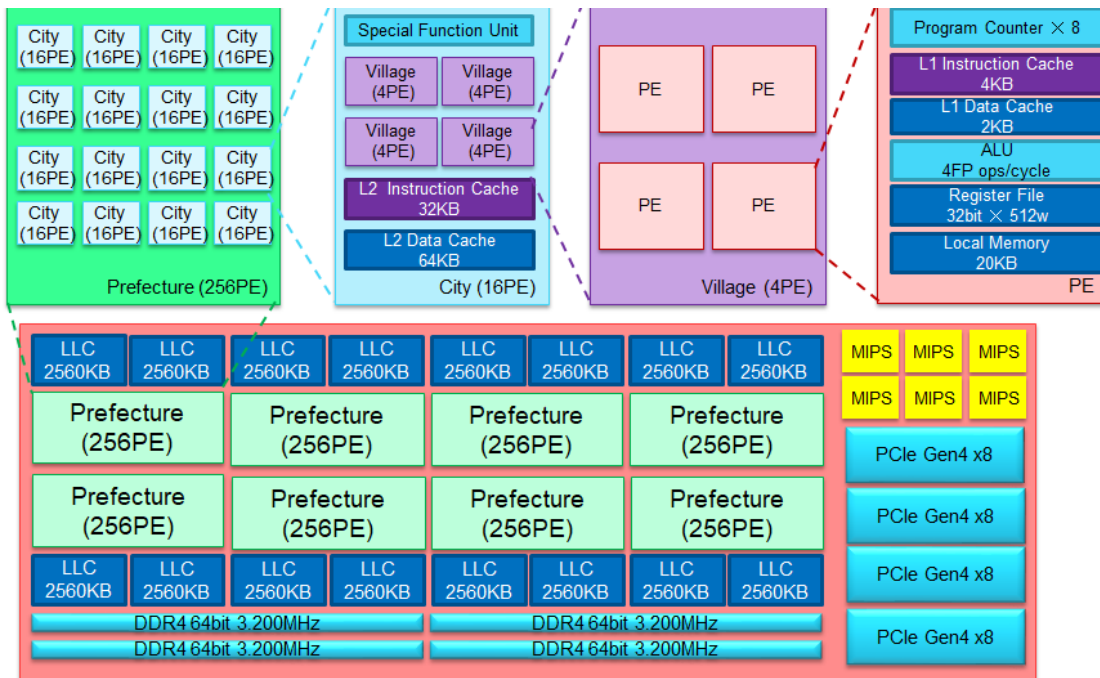 City City City City
(16PE) (16PE) (16PE) (16PE)
City City City City
(16PE) (16PE) (16PE) (16PE)
City City City City
(16PE) (16PE) (16PE) (16PE)
City City City City
(16PE) (16PE) (16PE) (16PE)
Prefecture (256PE)
Special Function Unit
Village Village
(4PE) (4PE)
Village Village
(4PE) (4PE)
L2 Instruction Cache
32KB
L2 Data Cache
64KB
City (16PE)
PE PE
PE PE
Village (4PE)
Program Counter × 8
L1 Instruction Cache
4KB
L1 Data Cache
2KB
ALU
4FP ops/cycle
Register File
32bit × 512w
Local Memory
20KB
PE
LLC LLC LLC LLC LLC LLC LLC LLC
2560KB 2560KB 2560KB 2560KB 2560KB 2560KB 2560KB 2560KB
Prefecture Prefecture Prefecture Prefecture
(256PE) (256PE) (256PE) (256PE)
Prefecture Prefecture Prefecture Prefecture
(256PE) (256PE) (256PE) (256PE)
LLC LLC LLC LLC LLC LLC LLC LLC
2560KB 2560KB 2560KB 2560KB 2560KB 2560KB 2560KB 2560KB
DDR4 64bit 3.200MHz DDR4 64bit 3.200MHz
DDR4 64bit 3.200MHz DDR4 64bit 3.200MHz
MIPS MIPS MIPS
MIPS MIPS MIPS
PCIe Gen4 x8
PCIe Gen4 x8
PCIe Gen4 x8
PCIe Gen4 x8